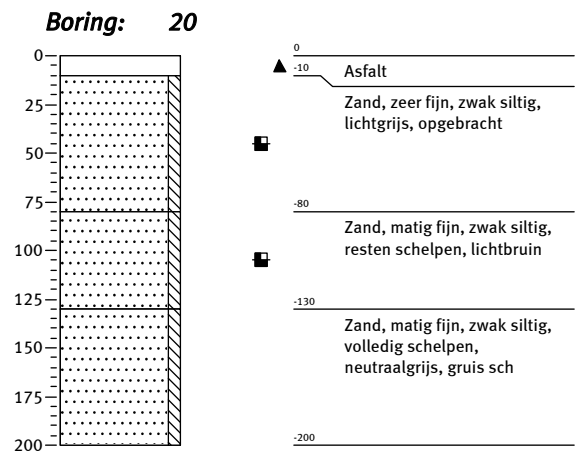 Boring: 20
0
25
50
75
100
125
150
175
200
0
-10
Asfalt
Zand, zeer fijn, zwak siltig,
lichtgrijs, opgebracht
-80
Zand, matig fijn, zwak siltig,
resten schelpen, lichtbruin
-130
Zand, matig fijn, zwak siltig,
volledig schelpen,
neutraalgrijs, gruis sch
-200